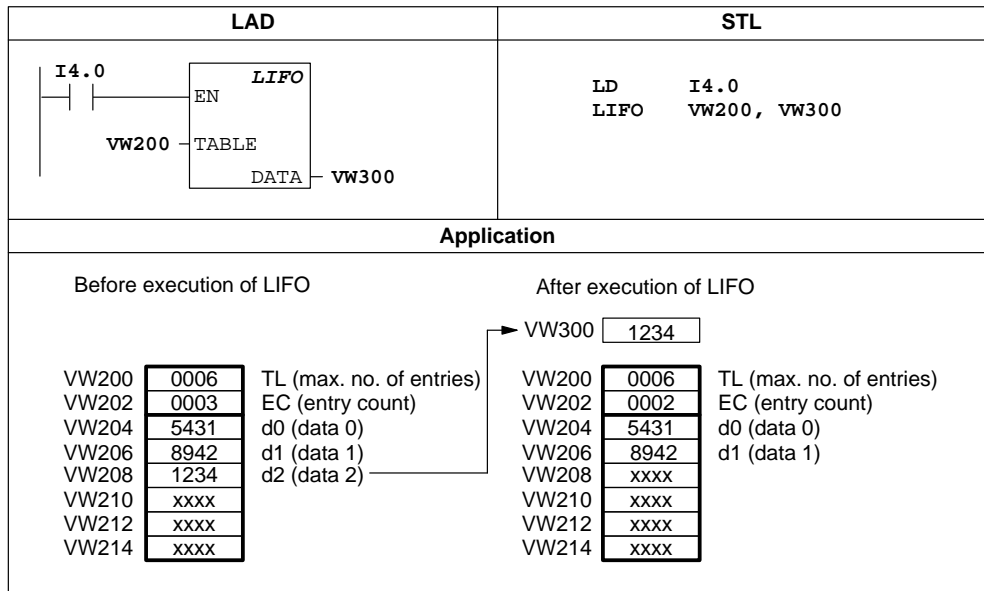 LAD STL
I4.0
LIFO
EN
VW200 TABLE
DATA VW300
LD I4.0
LIFO VW200, VW300
Application
Before execution of LIFO
VW200 0006 TL (max. no. of entries)
VW202 0003 EC (entry count)
VW204 5431 d0 (data 0)
VW206 8942 d1 (data 1)
VW208 1234 d2 (data 2)
VW210 xxxx
VW212 xxxx
VW214 xxxx
After execution of LIFO
VW300 1234
VW200 0006 TL (max. no. of entries)
VW202 0002 EC (entry count)
VW204 5431 d0 (data 0)
VW206 8942 d1 (data 1)
VW208 xxxx
VW210 xxxx
VW212 xxxx
VW214 xxxx